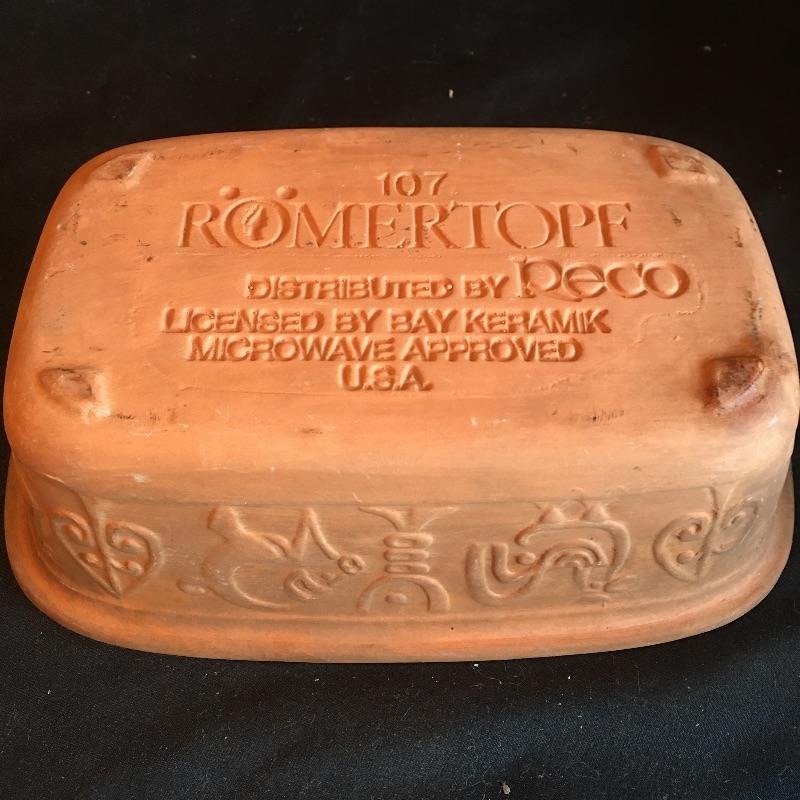 107
RÖMERTOPF
DISTRIBUTED BY Reco
LICENSED BY BAY KERAMIK
MICROWAVE APPROVED
U.S.A.